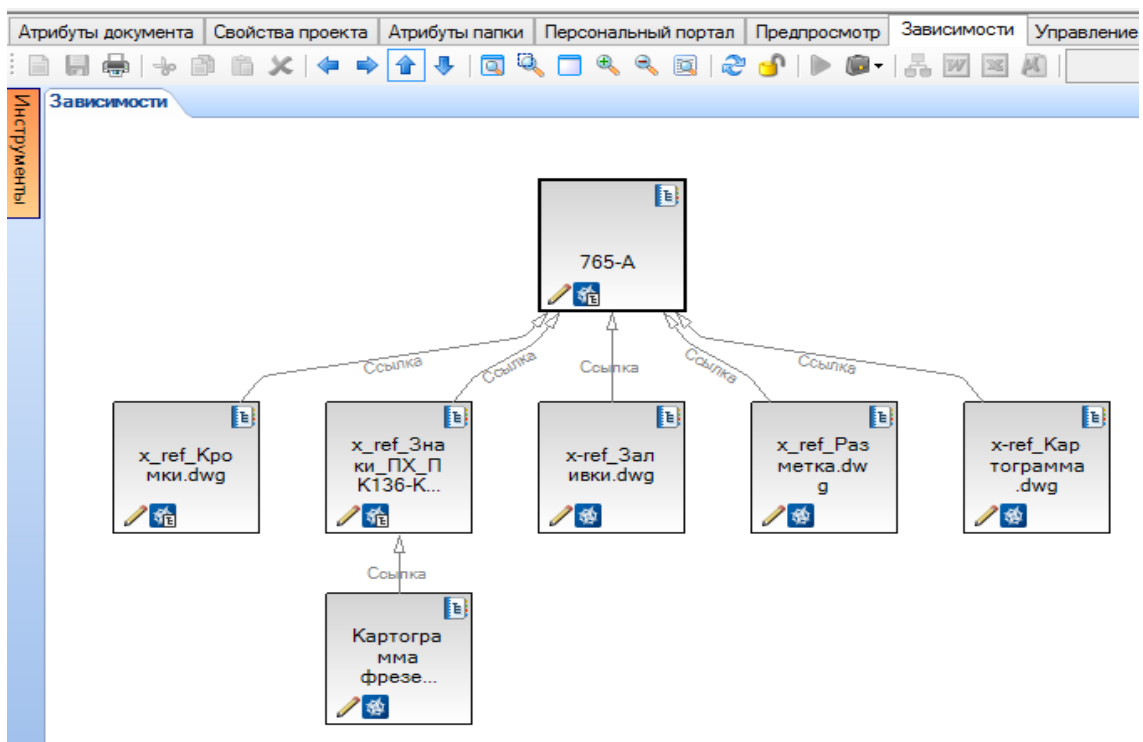 Атрибуты документа Свойства проекта Атрибуты папки Персональный портал Предпросмотр Зависимости Управление
Инструменты
Зависимости
765-А
Ссылка Ссылка Ссылка Ссылка Ссылка
x_ref_Кро
мки.dwg
x_ref_Зна
ки_ПХ_П
К136-К...
x-ref_Зал
ивки.dwg
x_ref_Раз
метка.dw
g
x-ref_Кар
тограмма
.dwg
Ссылка
Картогра
мма
фрезе...